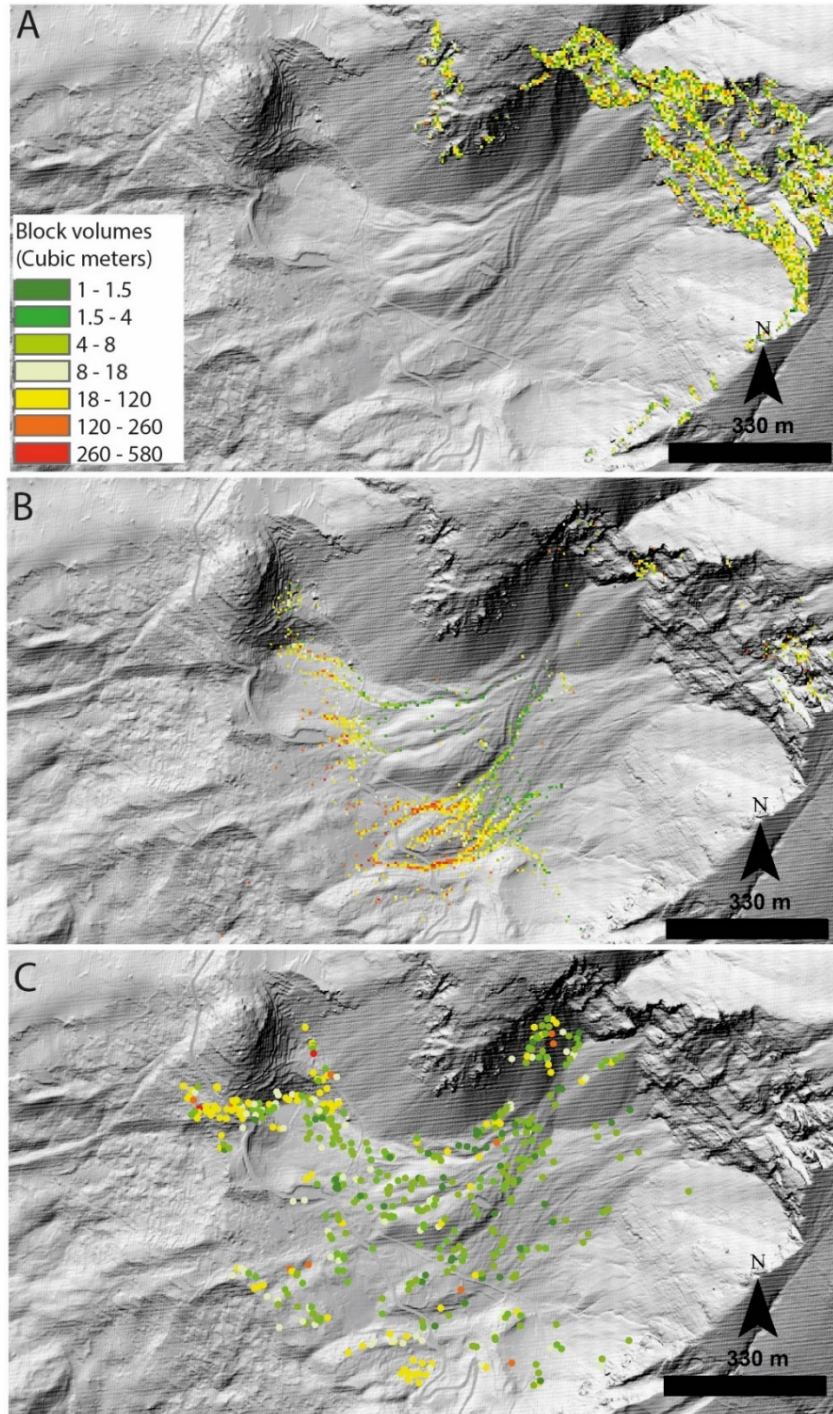 A
Block volumes
(Cubic meters)
1 - 1.5
1.5 - 4
4 - 8
8 - 18
18 - 120
120 - 260
260 - 580
N
330 m
B
N
330 m
C
N
330 m